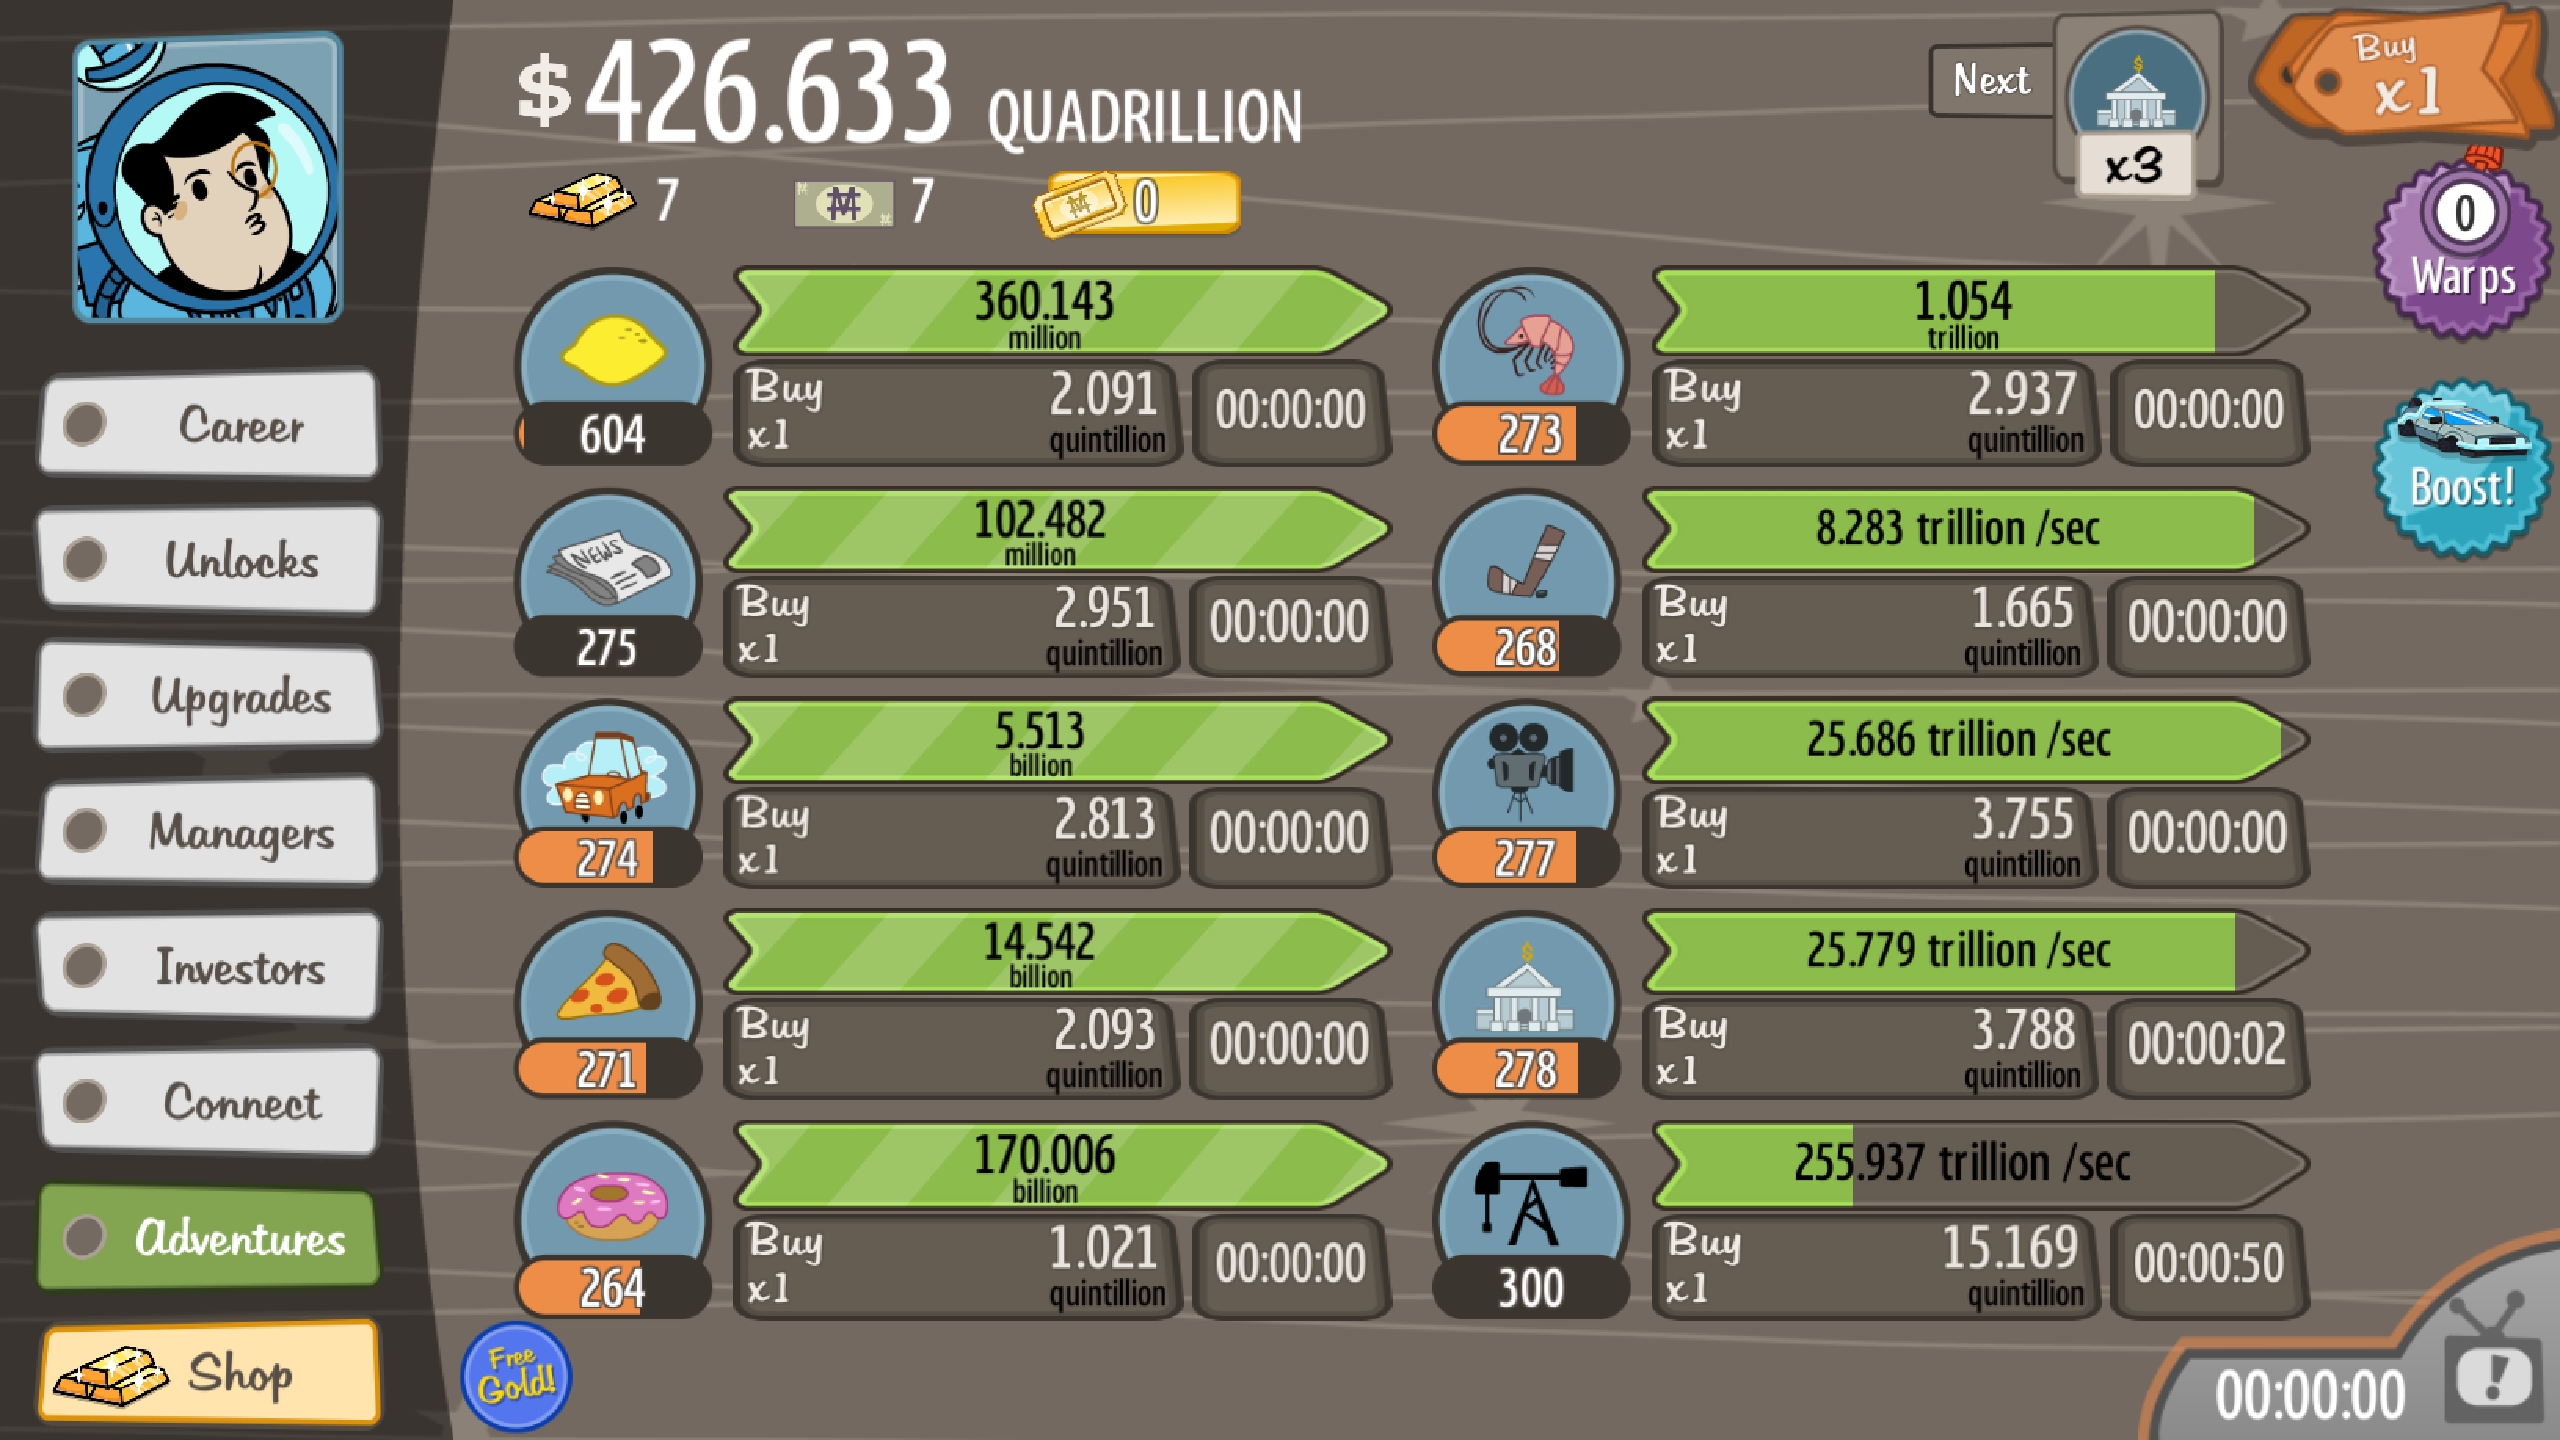 $426.633 QUADRILLION
7
7
0
Next
x3
Buy
x1
0
Warps
Boost!
Career
Unlocks
Upgrades
Managers
Investors
Connect
Adventures
Shop
360.143
million
Buy
x1
2.091
quintillion
00:00:00
604
NEWS
102.482
million
Buy
x1
2.951
quintillion
00:00:00
275
5.513
billion
Buy
x1
2.813
quintillion
00:00:00
274
14.542
billion
Buy
x1
2.093
quintillion
00:00:00
271
170.006
billion
Buy
x1
1.021
quintillion
00:00:00
264
1.054
trillion
Buy
x1
2.937
quintillion
00:00:00
273
8.283 trillion /sec
Buy
x1
1.665
quintillion
00:00:00
268
25.686 trillion /sec
Buy
x1
3.755
quintillion
00:00:00
277
25.779 trillion /sec
Buy
x1
3.788
quintillion
00:00:02
278
255.937 trillion /sec
Buy
x1
15.169
quintillion
00:00:50
300
Free
Gold!
00:00:00
!